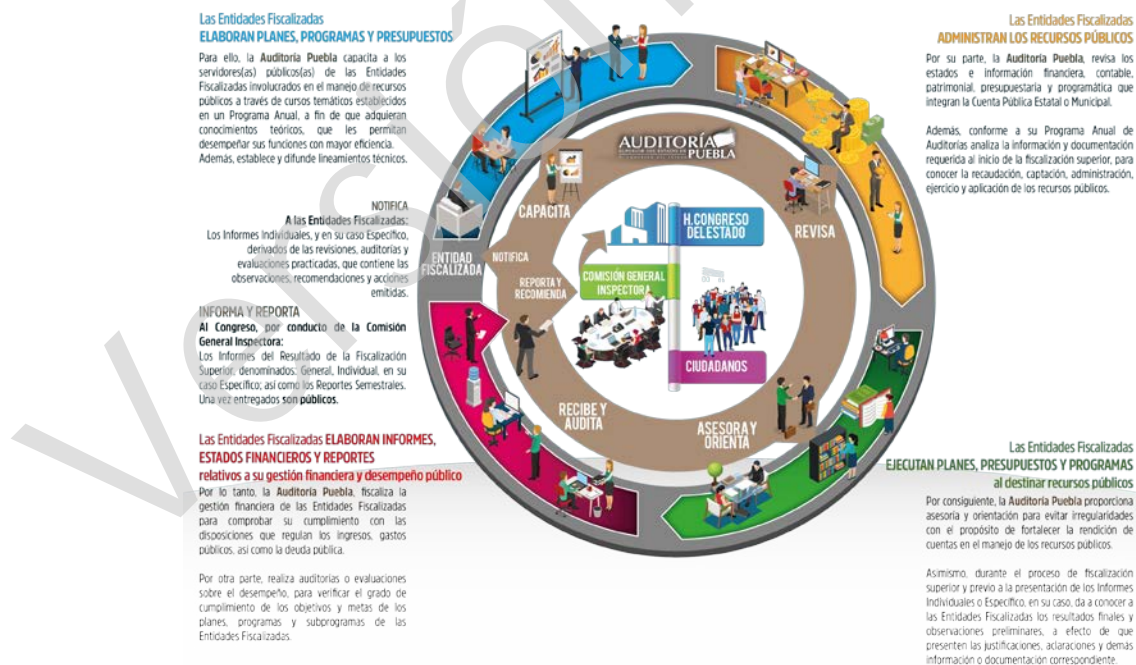 Las Entidades Fiscalizadas
ELABORAN PLANES, PROGRAMAS Y PRESUPUESTOS
Para ello, la Auditoría Puebla capacita a los
servidores(as) públicos(as) de las Entidades
Fiscalizadas involucrados en el manejo de recursos
públicos a través de cursos temáticos establecidos
en un Programa Anual, a fin de que adquieran
conocimientos teóricos, que les permitan
desempeñar sus funciones con mayor eficiencia.
Además, establece y difunde lineamientos técnicos.
NOTIFICA
A las Entidades Fiscalizadas:
Los Informes Individuales, y en su caso Específico,
derivados de las revisiones, auditorías y
evaluaciones practicadas, que contiene las
observaciones, recomendaciones y acciones
emitidas.
INFORMA Y REPORTA
Al Congreso, por conducto de la Comisión
General Inspectora:
Los Informes del Resultado de la Fiscalización
Superior, denominados: General, Individual, en su
caso Específico; así como los Reportes Semestrales.
Una vez entregados son públicos.
Las Entidades Fiscalizadas ELABORAN INFORMES,
ESTADOS FINANCIEROS Y REPORTES
relativos a su gestión financiera y desempeño público
Por lo tanto, la Auditoría Puebla, fiscaliza la
gestión financiera de las Entidades Fiscalizadas
para comprobar su cumplimiento con las
disposiciones que regulan los ingresos, gastos
públicos, así como la deuda pública.
Por otra parte, realiza auditorías o evaluaciones
sobre el desempeño, para verificar el grado de
cumplimiento de los objetivos y metas de los
planes, programas y subprogramas de las
Entidades Fiscalizadas.
AUDITORÍA
PUEBLA
CAPACITA
REVISA
H. CONGRESO
DEL ESTADO
ENTIDAD
FISCALIZADA
NOTIFICA
REPORTA Y
RECOMIENDA
COMISIÓN GENERAL
INSPECTORA
CIUDADANOS
RECIBE Y
AUDITA
ASESORA Y
ORIENTA
Las Entidades Fiscalizadas
ADMINISTRAN LOS RECURSOS PÚBLICOS
Por su parte, la Auditoría Puebla, revisa los
estados e información financiera, contable,
patrimonial, presupuestaria y programática que
integran la Cuenta Pública Estatal o Municipal.
Además, conforme a su Programa Anual de
Auditorías analiza la información y documentación
requerida al inicio de la fiscalización superior, para
conocer la recaudación, captación, administración,
ejercicio y aplicación de los recursos públicos.
Las Entidades Fiscalizadas
EJECUTAN PLANES, PRESUPUESTOS Y PROGRAMAS
al destinar recursos públicos
Por consiguiente, la Auditoría Puebla proporciona
asesoría y orientación para evitar irregularidades
con el propósito de fortalecer la rendición de
cuentas en el manejo de los recursos públicos.
Asimismo, durante el proceso de fiscalización
superior y previo a la presentación de los Informes
Individuales o Específico, en su caso, da a conocer a
las Entidades Fiscalizadas los resultados finales y
observaciones preliminares, a efecto de que
presenten las justificaciones, aclaraciones y demás
información o documentación correspondiente.
Versión